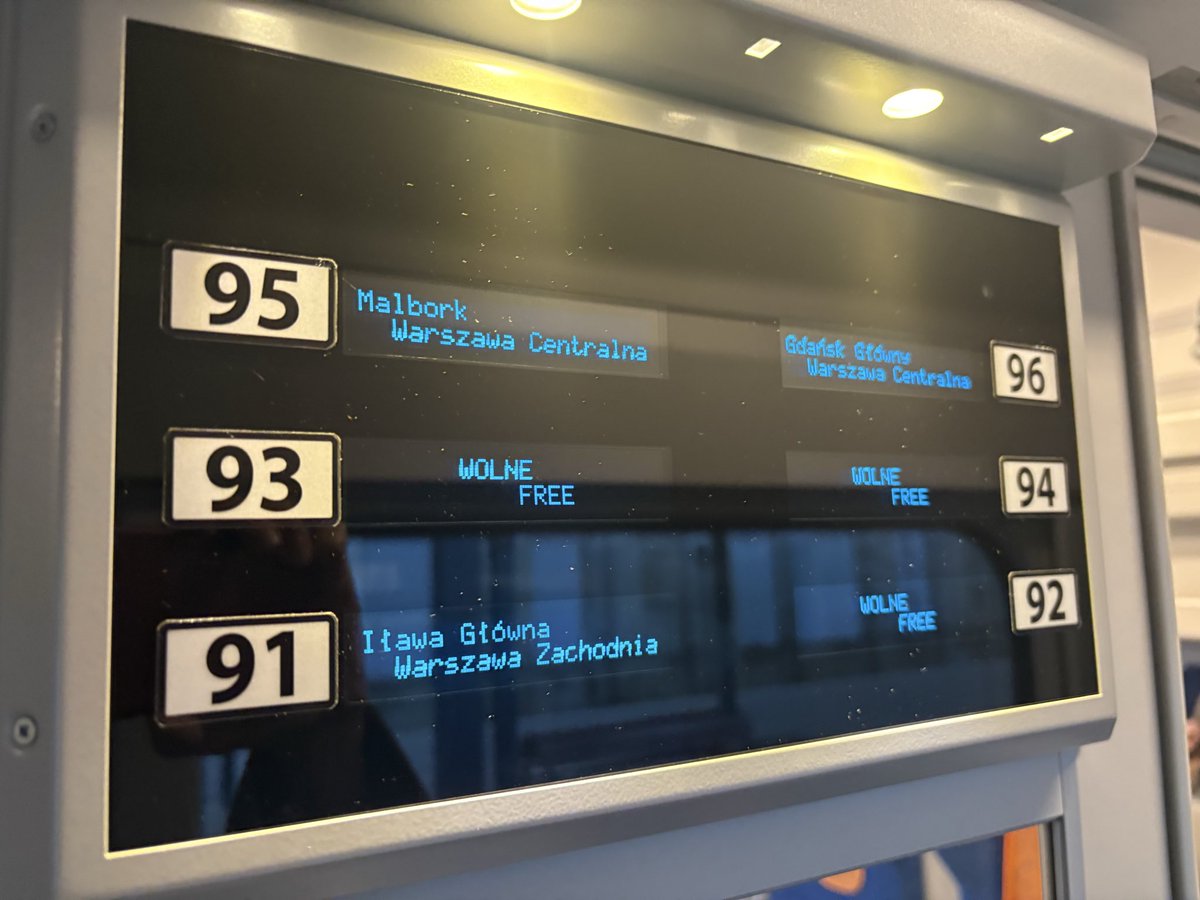 95
Malbork
Warszawa Centralna
Gdańsk Główny
Warszawa Centralna
96
93
WOLNE
FREE
WOLNE
FREE
94
91
Iława Główna
Warszawa Zachodnia
WOLNE
FREE
92